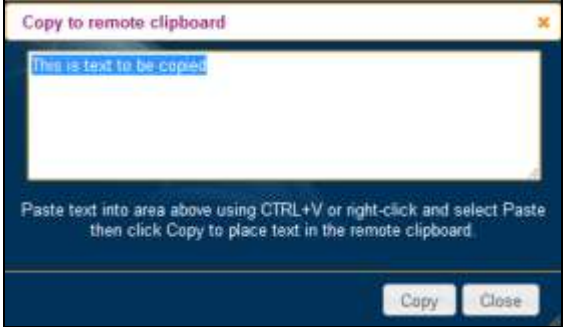 Copy to remote clipboard
This is text to be copied
Paste text into area above using CTRL+V or right-click and select Paste
then click Copy to place text in the remote clipboard.
Copy Close